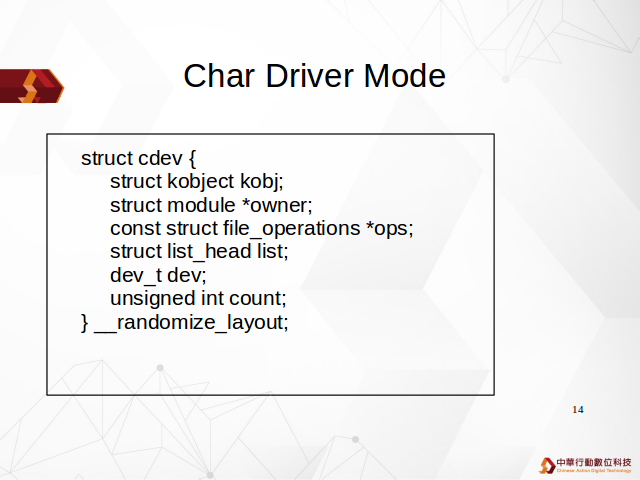 Char Driver Mode
struct cdev {
struct kobject kobj;
struct module *owner;
const struct file_operations *ops;
struct list_head list;
dev_t dev;
unsigned int count;
} __randomize_layout;
14
中華行動數位科技
Chinese Action Digital Technology